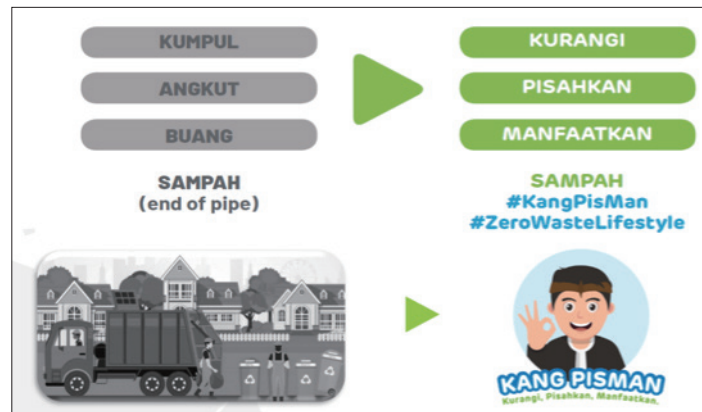 KUMPUL
ANGKUT
BUANG
SAMPAH
(end of pipe)
KURANGI
PISAHKAN
MANFAATKAN
SAMPAH
#KangPisMan
#ZeroWasteLifestyle
KANG PISMAN
Kurangi, Pisahkan, Manfaatkan.